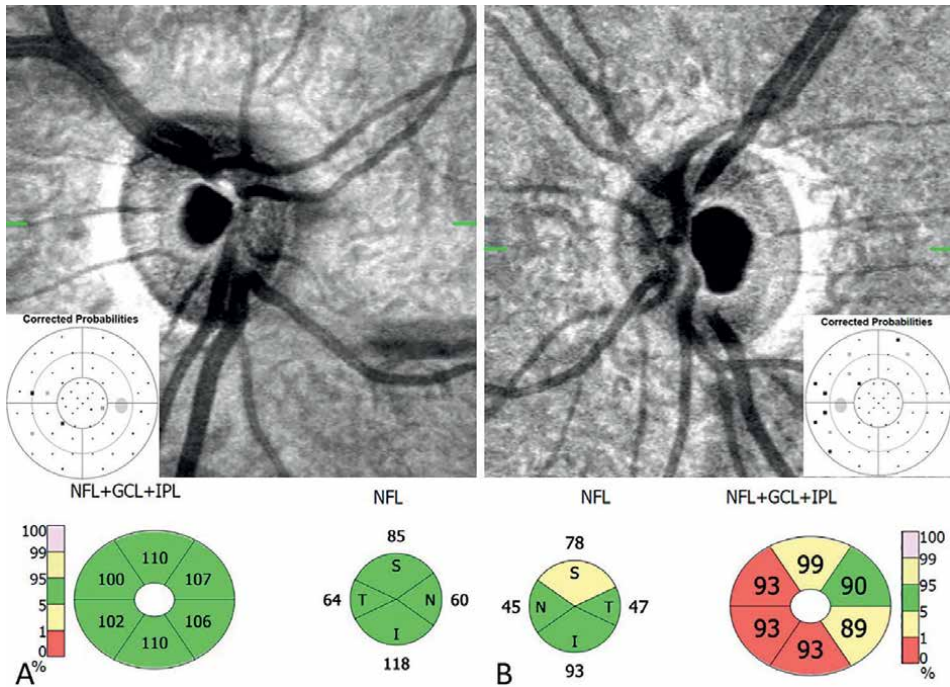 Corrected Probabilities
Corrected Probabilities
NFL+GCL+IPL
NFL
NFL
NFL+GCL+IPL
100
99
95
5
1
0
%
110
100
107
102
106
110
85
S
64
T
N
60
I
118
78
S
45
N
T
47
I
93
99
93
90
93
89
93
100
99
95
5
1
0
%
A
B